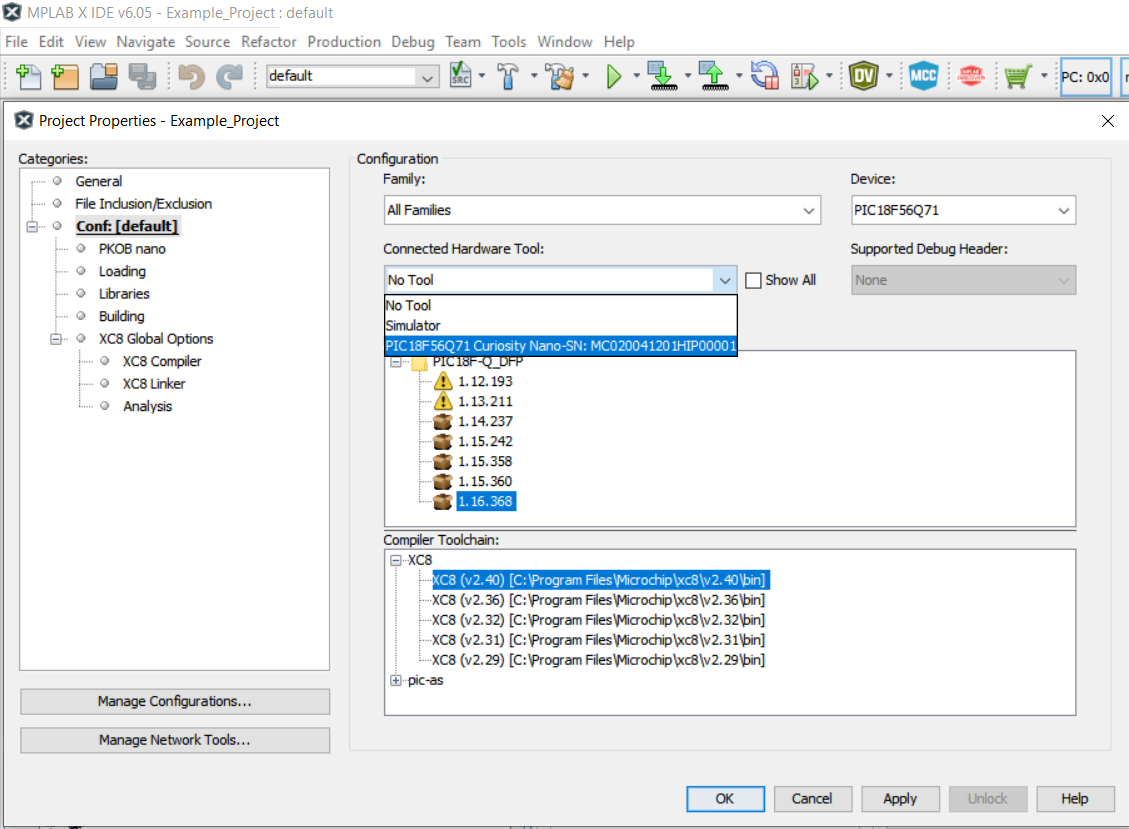 MPLAB X IDE v6.05 - Example_Project : default
File Edit View Navigate Source Refactor Production Debug Team Tools Window Help
default SRC DV MCC PC: 0x0
Project Properties - Example_Project
Categories:
General
File Inclusion/Exclusion
Conf: [default]
PKOB nano
Loading
Libraries
Building
XC8 Global Options
XC8 Compiler
XC8 Linker
Analysis
Manage Configurations...
Manage Network Tools...
Configuration
Family: Device:
All Families PIC18F56Q71
Connected Hardware Tool: Supported Debug Header:
No Tool Show All None
No Tool
Simulator
PIC18F56Q71 Curiosity Nano-SN: MC020041201HIP00001
PIC18F-Q_DFP
1.12.193
1.13.211
1.14.237
1.15.242
1.15.358
1.15.360
1.16.368
Compiler Toolchain:
XC8
XC8 (v2.40) [C:\Program Files\Microchip\xc8\v2.40\bin]
XC8 (v2.36) [C:\Program Files\Microchip\xc8\v2.36\bin]
XC8 (v2.32) [C:\Program Files\Microchip\xc8\v2.32\bin]
XC8 (v2.31) [C:\Program Files\Microchip\xc8\v2.31\bin]
XC8 (v2.29) [C:\Program Files\Microchip\xc8\v2.29\bin]
pic-as
OK Cancel Apply Unlock Help